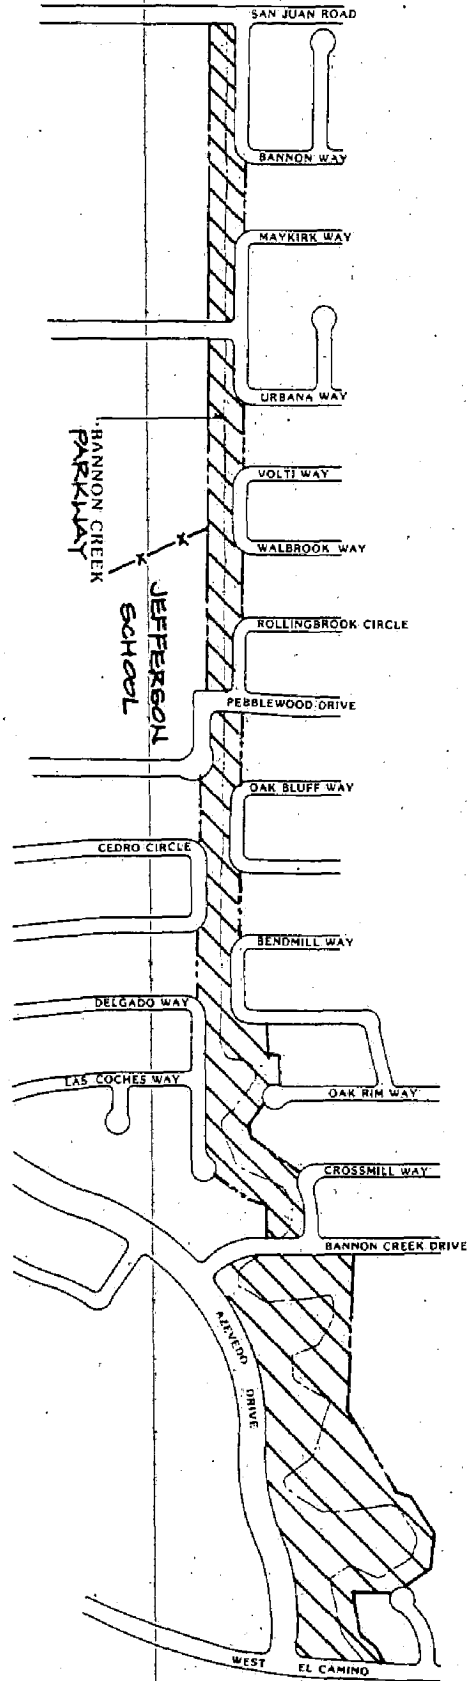 SAN JUAN ROAD
BANNON WAY
MAYKIRK WAY
URBANA WAY
BANNON CREEK
PARKWAY
VOLTI WAY
WALBROOK WAY
JEFFERSON
SCHOOL
ROLLINGBROOK CIRCLE
PEBBLEWOOD DRIVE
OAK BLUFF WAY
CEDRO CIRCLE
BENDMILL WAY
DELGADO WAY
LAS COCHES WAY
OAK RIM WAY
CROSSMILL WAY
BANNON CREEK DRIVE
AZEVEDO DRIVE
WEST EL CAMINO